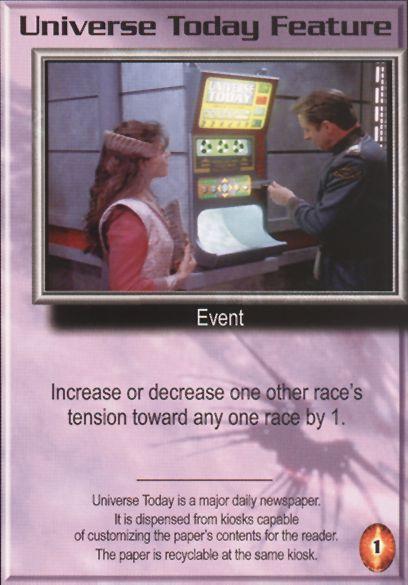 Universe Today Feature
UNIVERSE
TODAY
Event
Increase or decrease one other race's
tension toward any one race by 1.
Universe Today is a major daily newspaper.
It is dispensed from kiosks capable
of customizing the paper's contents for the reader.
The paper is recyclable at the same kiosk.
1